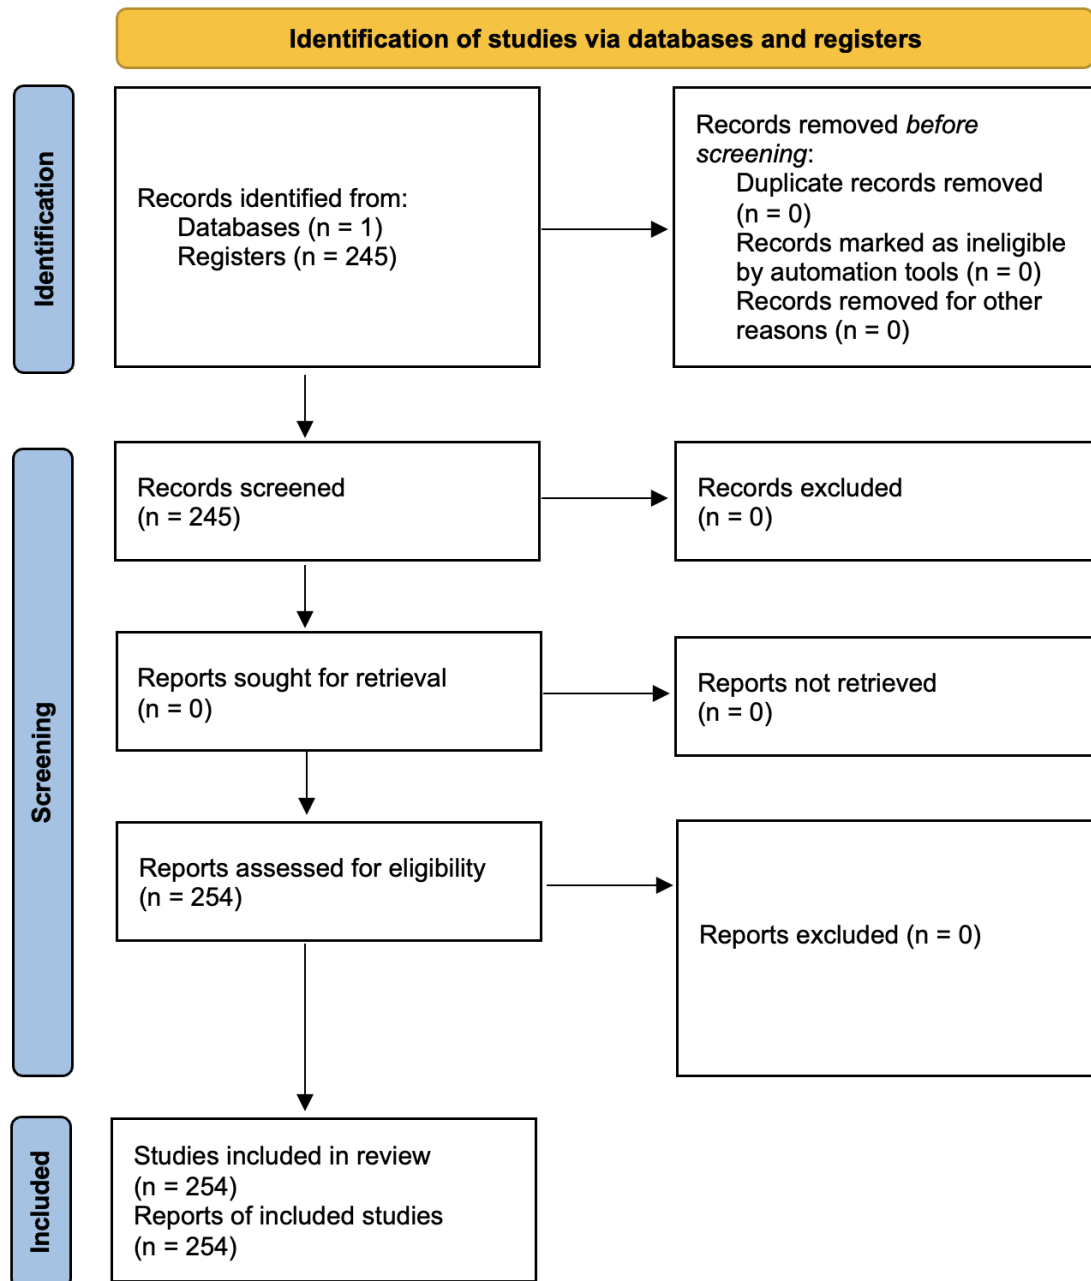 Identification of studies via databases and registers
Identification
Records identified from:
Databases (n = 1)
Registers (n = 245)
Records removed before
screening:
Duplicate records removed
(n = 0)
Records marked as ineligible
by automation tools (n = 0)
Records removed for other
reasons (n = 0)
Screening
Records screened
(n = 245)
Records excluded
(n = 0)
Reports sought for retrieval
(n = 0)
Reports not retrieved
(n = 0)
Reports assessed for eligibility
(n = 254)
Reports excluded (n = 0)
Included
Studies included in review
(n = 254)
Reports of included studies
(n = 254)